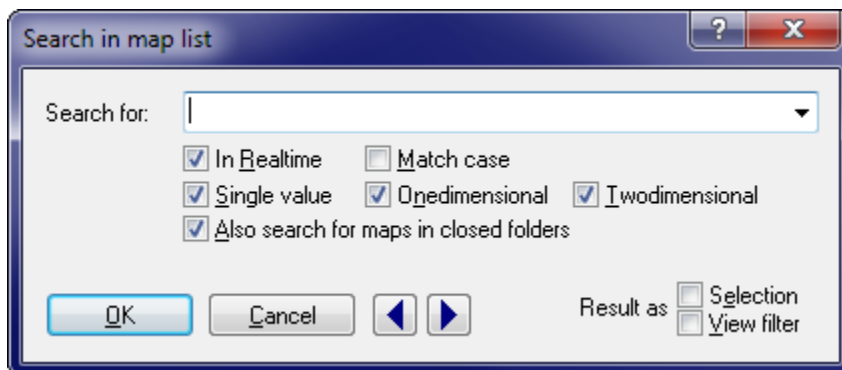 Search in map list
?
Search for:
In Realtime Match case
Single value Onedimensional Twodimensional
Also search for maps in closed folders
OK Cancel Result as Selection
View filter